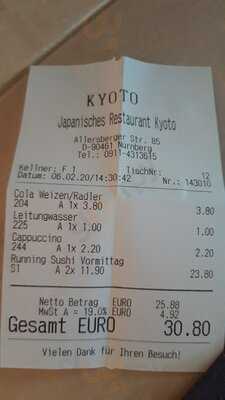 KYOTO
Japanisches Restaurant Kyoto
Allersberger Str. 85
D-90461 Nürnberg
Tel.: 0911-4313615
Kellner: F 1 TischNr: 12
Datum: 06.02.20/14:30:42 Nr.: 143010
Cola Weizen/Radler
204 A 1x 3.80 3.80
Leitungwasser
225 A 1x 1.00 1.00
Cappuccino
244 A 1x 2.20 2.20
Running Sushi Vormittag
S1 A 2x 11.90 23.80
Netto Betrag EURO 25.88
MwSt A = 19.0% EURO 4.92
Gesamt EURO 30.80
Vielen Dank für Ihren Besuch!